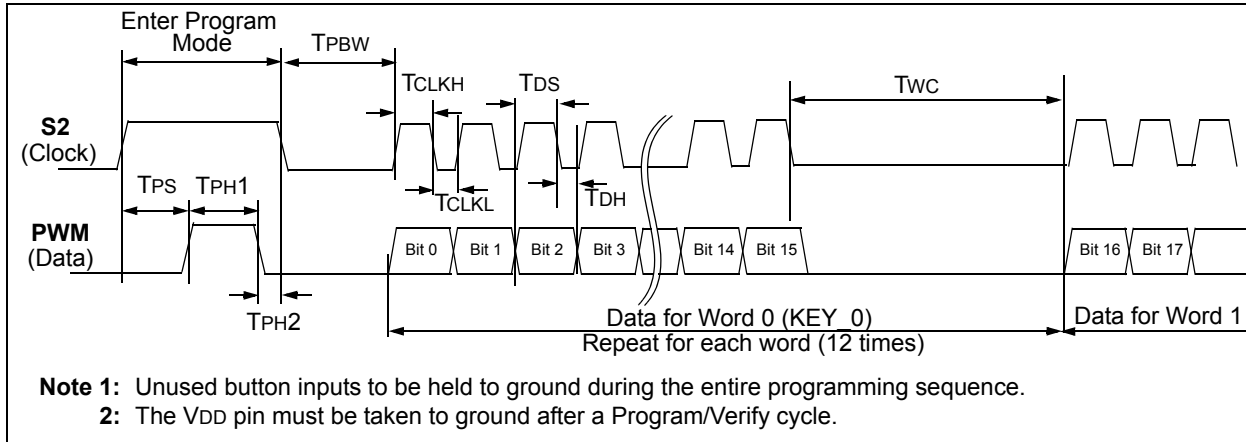 Enter Program
Mode
TPBW
TCLKH
TDS
TWC
S2
(Clock)
TPS
TPH1
TCLKL
TDH
PWM
(Data)
Bit 0
Bit 1
Bit 2
Bit 3
Bit 14
Bit 15
Bit 16
Bit 17
TPH2
Data for Word 0 (KEY_0)
Repeat for each word (12 times)
Data for Word 1
Note 1: Unused button inputs to be held to ground during the entire programming sequence.
2: The VDD pin must be taken to ground after a Program/Verify cycle.